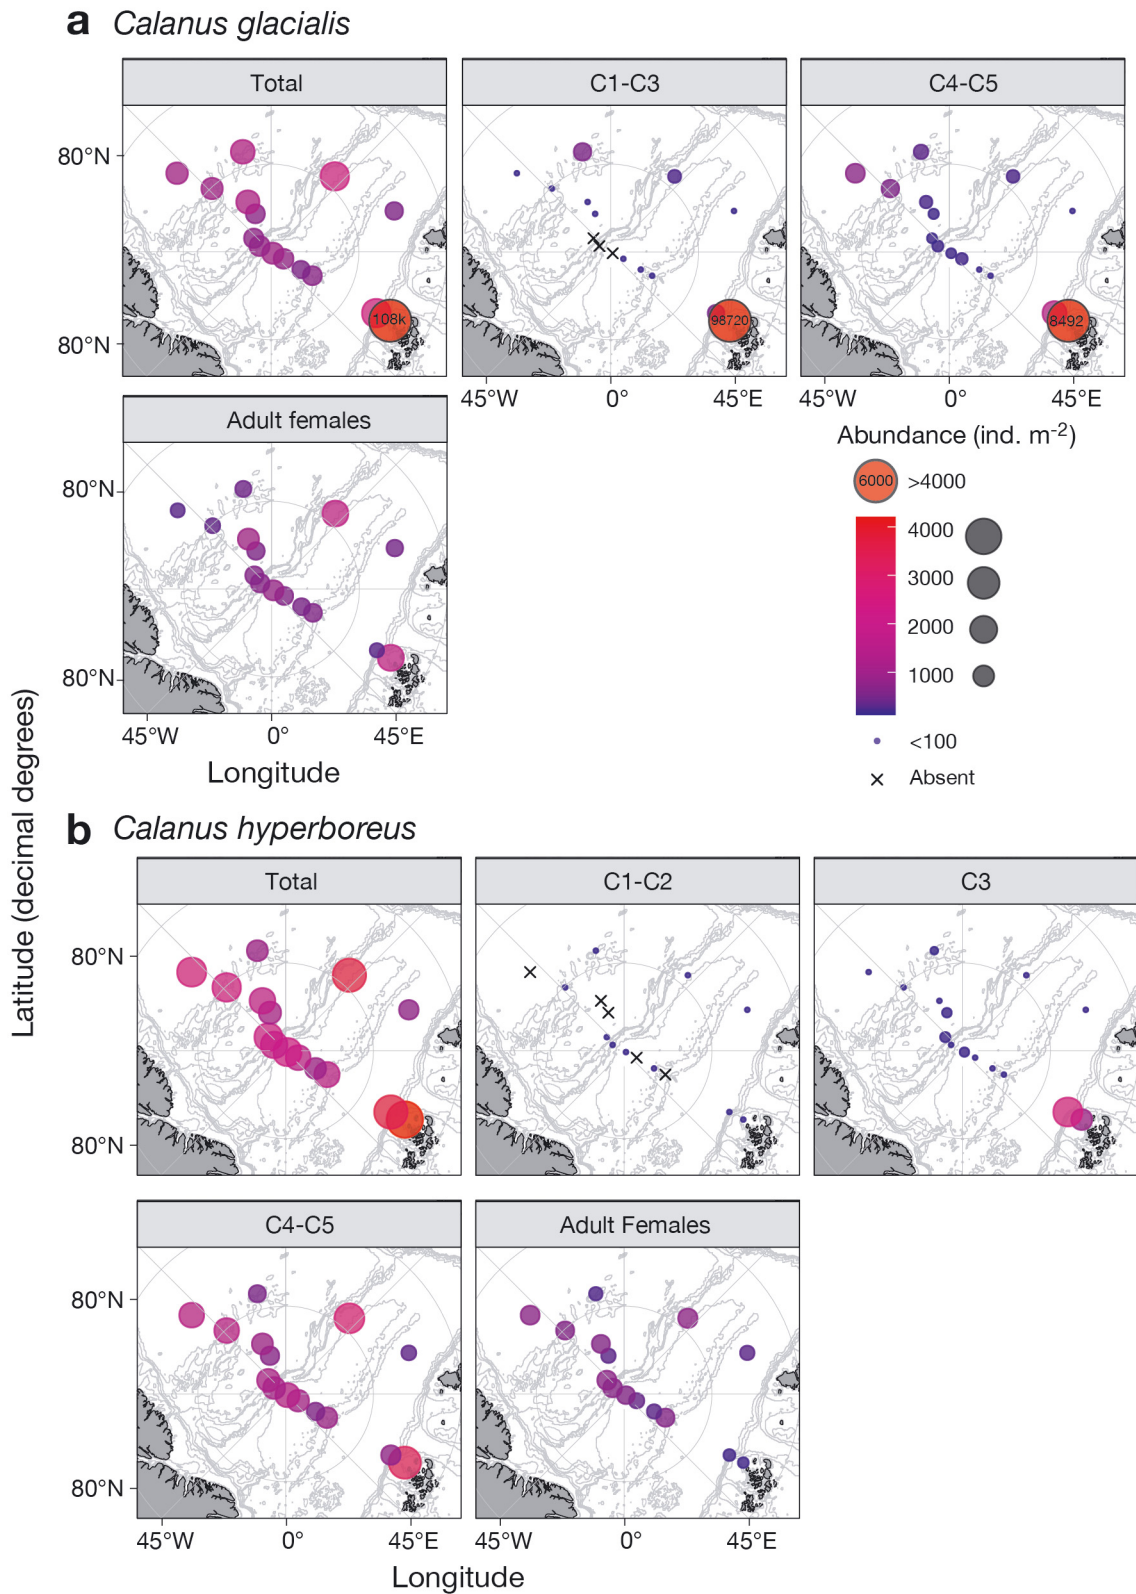 a Calanus glacialis
Total
C1-C3
C4-C5
80°N
80°N
108k
98720
8492
45°W 0° 45°E
45°W 0° 45°E
Adult females
80°N
80°N
45°W 0° 45°E
Longitude
Abundance (ind. m-2)
6000 >4000
4000
3000
2000
1000
<100
Absent
Latitude (decimal degrees)
b Calanus hyperboreus
Total
C1-C2
C3
80°N
80°N
C4-C5
Adult Females
80°N
80°N
45°W 0° 45°E
45°W 0° 45°E
Longitude